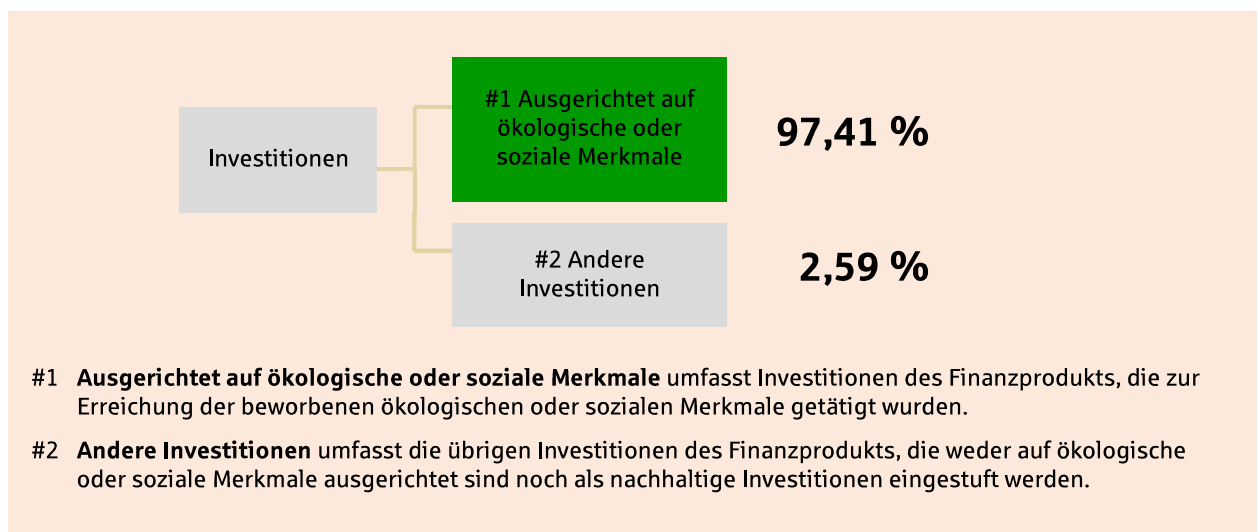 #1 Ausgerichtet auf
ökologische oder
soziale Merkmale
97,41 %
Investitionen
#2 Andere
Investitionen
2,59 %
#1 Ausgerichtet auf ökologische oder soziale Merkmale umfasst Investitionen des Finanzprodukts, die zur
Erreichung der beworbenen ökologischen oder sozialen Merkmale getätigt wurden.
#2 Andere Investitionen umfasst die übrigen Investitionen des Finanzprodukts, die weder auf ökologische
oder soziale Merkmale ausgerichtet sind noch als nachhaltige Investitionen eingestuft werden.